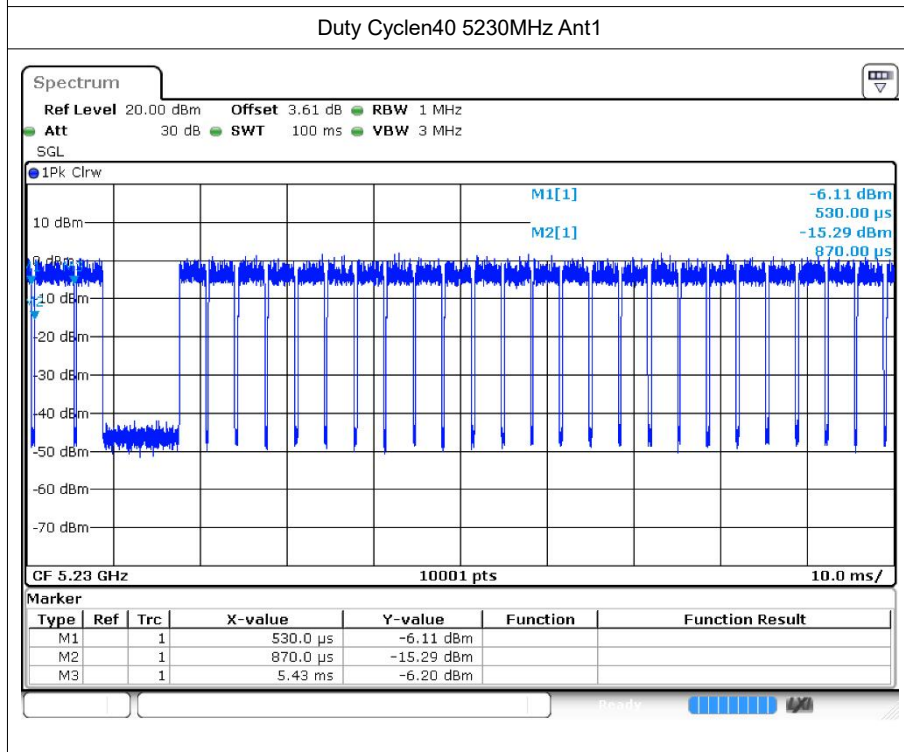 Duty Cyclen40 5230MHz Ant1
Spectrum
Ref Level 20.00 dBm Offset 3.61 dB RBW 1 MHz
Att 30 dB SWT 100 ms VBW 3 MHz
SGL
1Pk Clrw
M1[1] -6.11 dBm
530.00 µs
10 dBm
M2[1] -15.29 dBm
870.00 µs
0 dBm
-10 dBm
-20 dBm
-30 dBm
-40 dBm
-50 dBm
-60 dBm
-70 dBm
CF 5.23 GHz 10001 pts 10.0 ms/
Marker
Type Ref Trc X-value Y-value Function Function Result
M1 1 530.0 µs -6.11 dBm
M2 1 870.0 µs -15.29 dBm
M3 1 5.43 ms -6.20 dBm
Ready